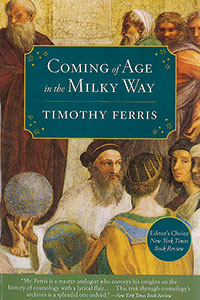 COMING OF AGE
IN THE MILKY WAY
TIMOTHY FERRIS
Editor's Choice
New York Times
Book Review
"Mr. Ferris is a master analogist who conveys his insights on the
history of cosmology with a lyrical flair. . . . This trek through cosmology's
archives is a splendid one indeed." —New York Times Book Review